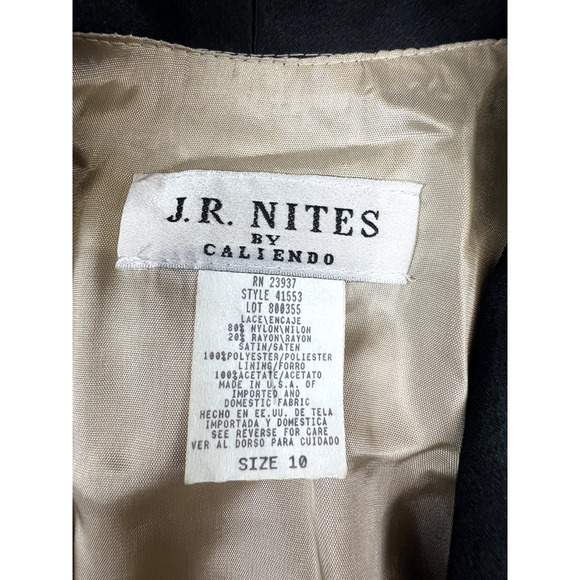 J.R. NITES
BY
CALIENDO
RN 23937
STYLE 41553
LOT 800355
LACE\ENCAJE
80% NYLON\NILON
20% RAYON\RAYON
SATIN/SATEN
100%POLYESTER/POLIESTER
LINING/FORRO
100%ACETATE/ACETATO
MADE IN U.S.A. OF
IMPORTED AND
DOMESTIC FABRIC
HECHO EN EE.UU. DE TELA
IMPORTADA Y DOMESTICA
SEE REVERSE FOR CARE
VER AL DORSO PARA CUIDADO
SIZE 10